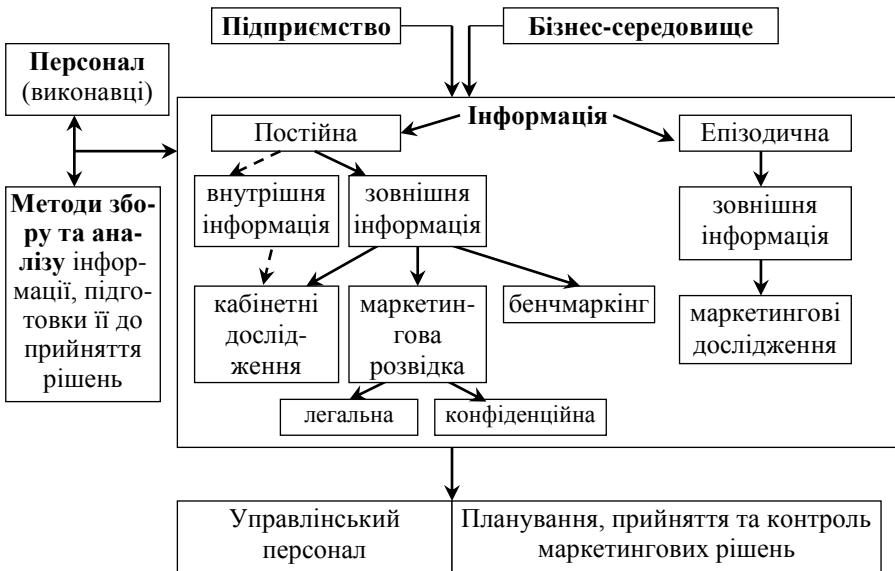 Підприємство
Бізнес-середовище
Персонал
(виконавці)
Інформація
Постійна
Епізодична
Методи збо-
ру та ана-
лізу інфор-
мації, підго-
товки її до
прийняття
рішень
внутрішня
інформація
зовнішня
інформація
зовнішня
інформація
кабінетні
дослід-
ження
маркетин-
гова
розвідка
бенчмаркінг
маркетингові
дослідження
легальна
конфіденційна
Управлінський
персонал
Планування, прийняття та контроль
маркетингових рішень